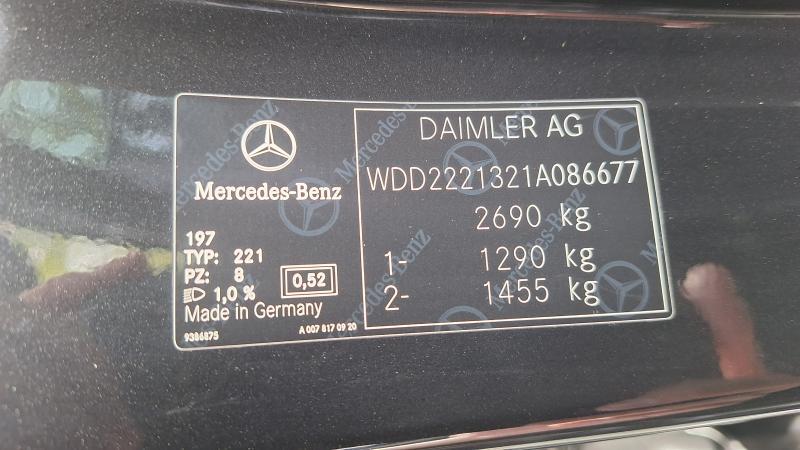 Mercedes-Benz
197
TYP: 221
PZ: 8
1,0 %
0,52
Made in Germany
9386875
A 007 817 09 20
DAIMLER AG
WDD2221321A086677
2690 kg
1- 1290 kg
2- 1455 kg